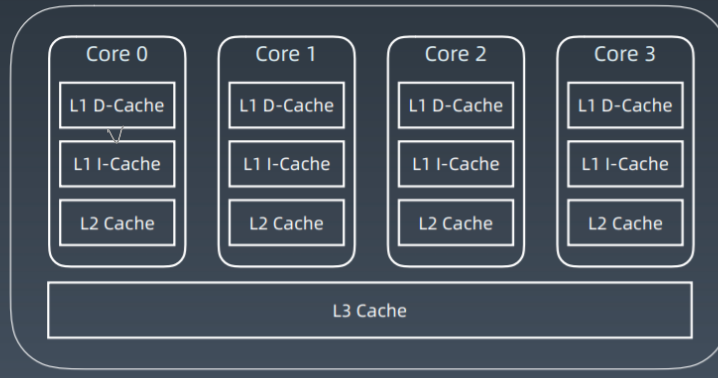 Core 0 Core 1 Core 2 Core 3
L1 D-Cache L1 D-Cache L1 D-Cache L1 D-Cache
L1 I-Cache L1 I-Cache L1 I-Cache L1 I-Cache
L2 Cache L2 Cache L2 Cache L2 Cache
L3 Cache